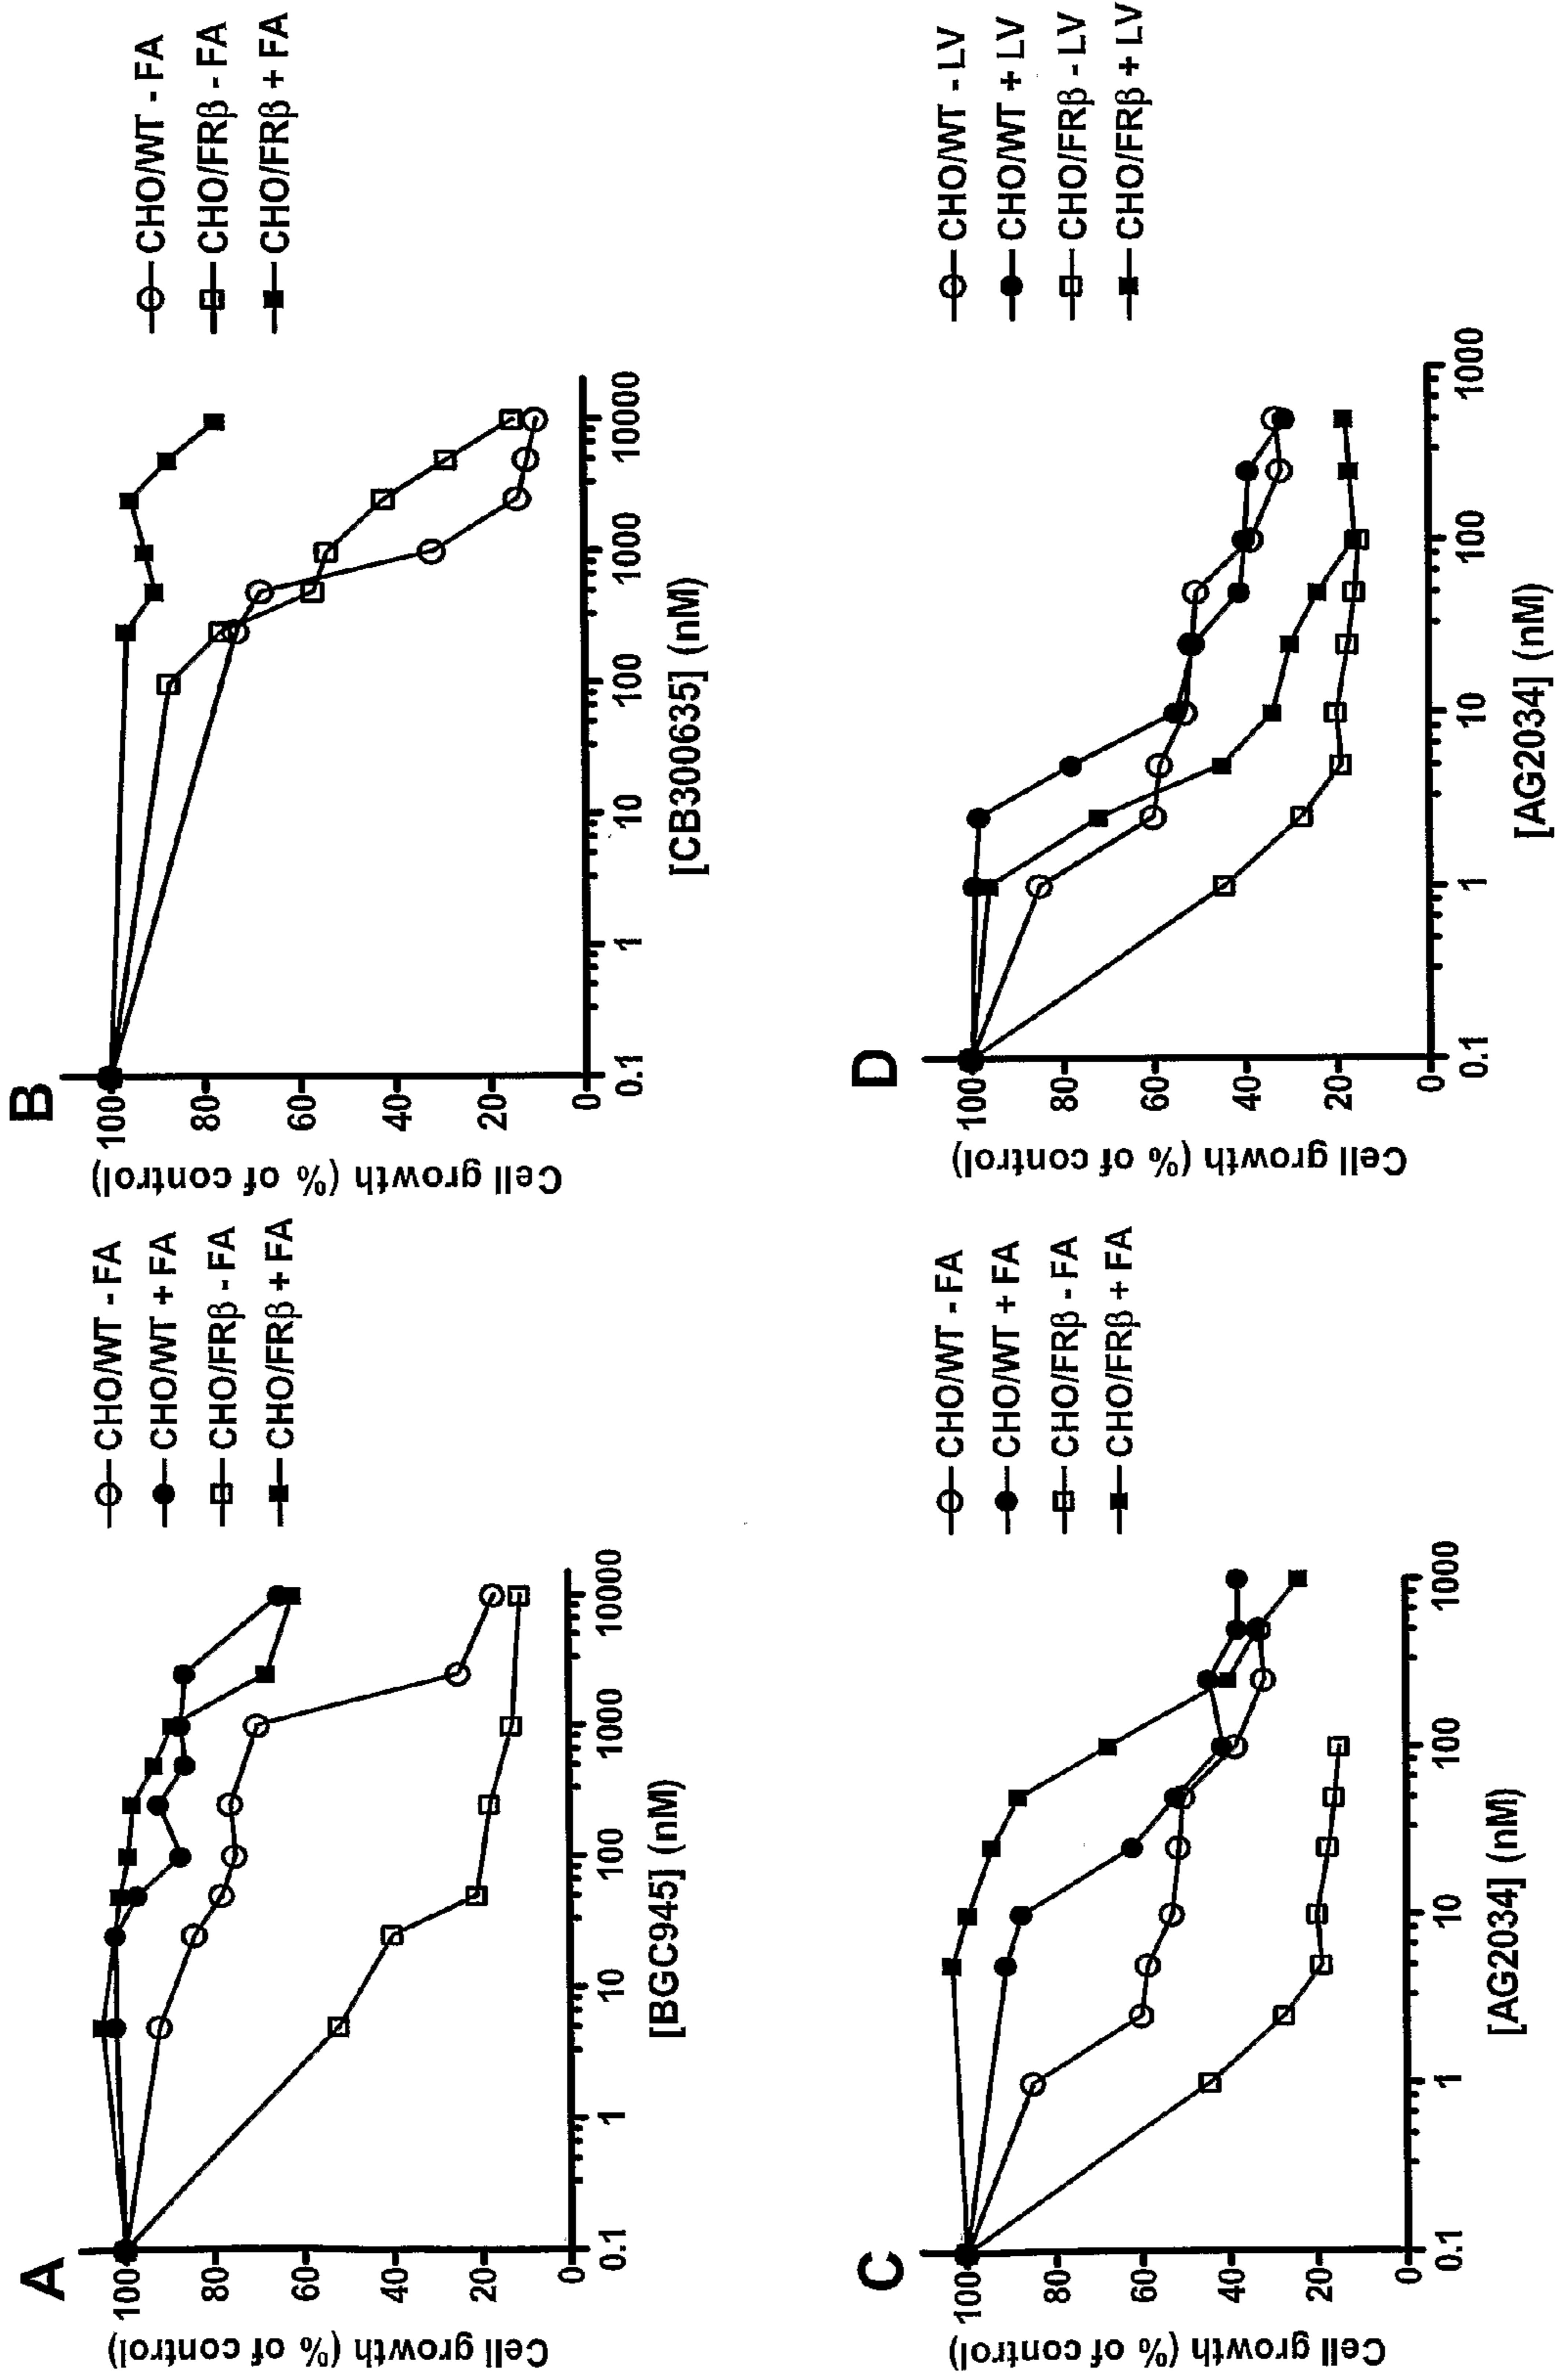 A
Cell growth (% of control)
100
80
60
40
20
0
0.1
1
10
100
1000
10000
[BGC945] (nM)
CHO/WT - FA
CHO/WT + FA
CHO/FRβ - FA
CHO/FRβ + FA
B
Cell growth (% of control)
100
80
60
40
20
0
0.1
1
10
100
1000
10000
[CB300635] (nM)
CHO/WT - FA
CHO/FRβ - FA
CHO/FRβ + FA
C
Cell growth (% of control)
100
80
60
40
20
0
0.1
1
10
100
1000
[AG2034] (nM)
CHO/WT - FA
CHO/WT + FA
CHO/FRβ - FA
CHO/FRβ + FA
D
Cell growth (% of control)
100
80
60
40
20
0
0.1
1
10
100
1000
[AG2034] (nM)
CHO/WT - LV
CHO/WT + LV
CHO/FRβ - LV
CHO/FRβ + LV